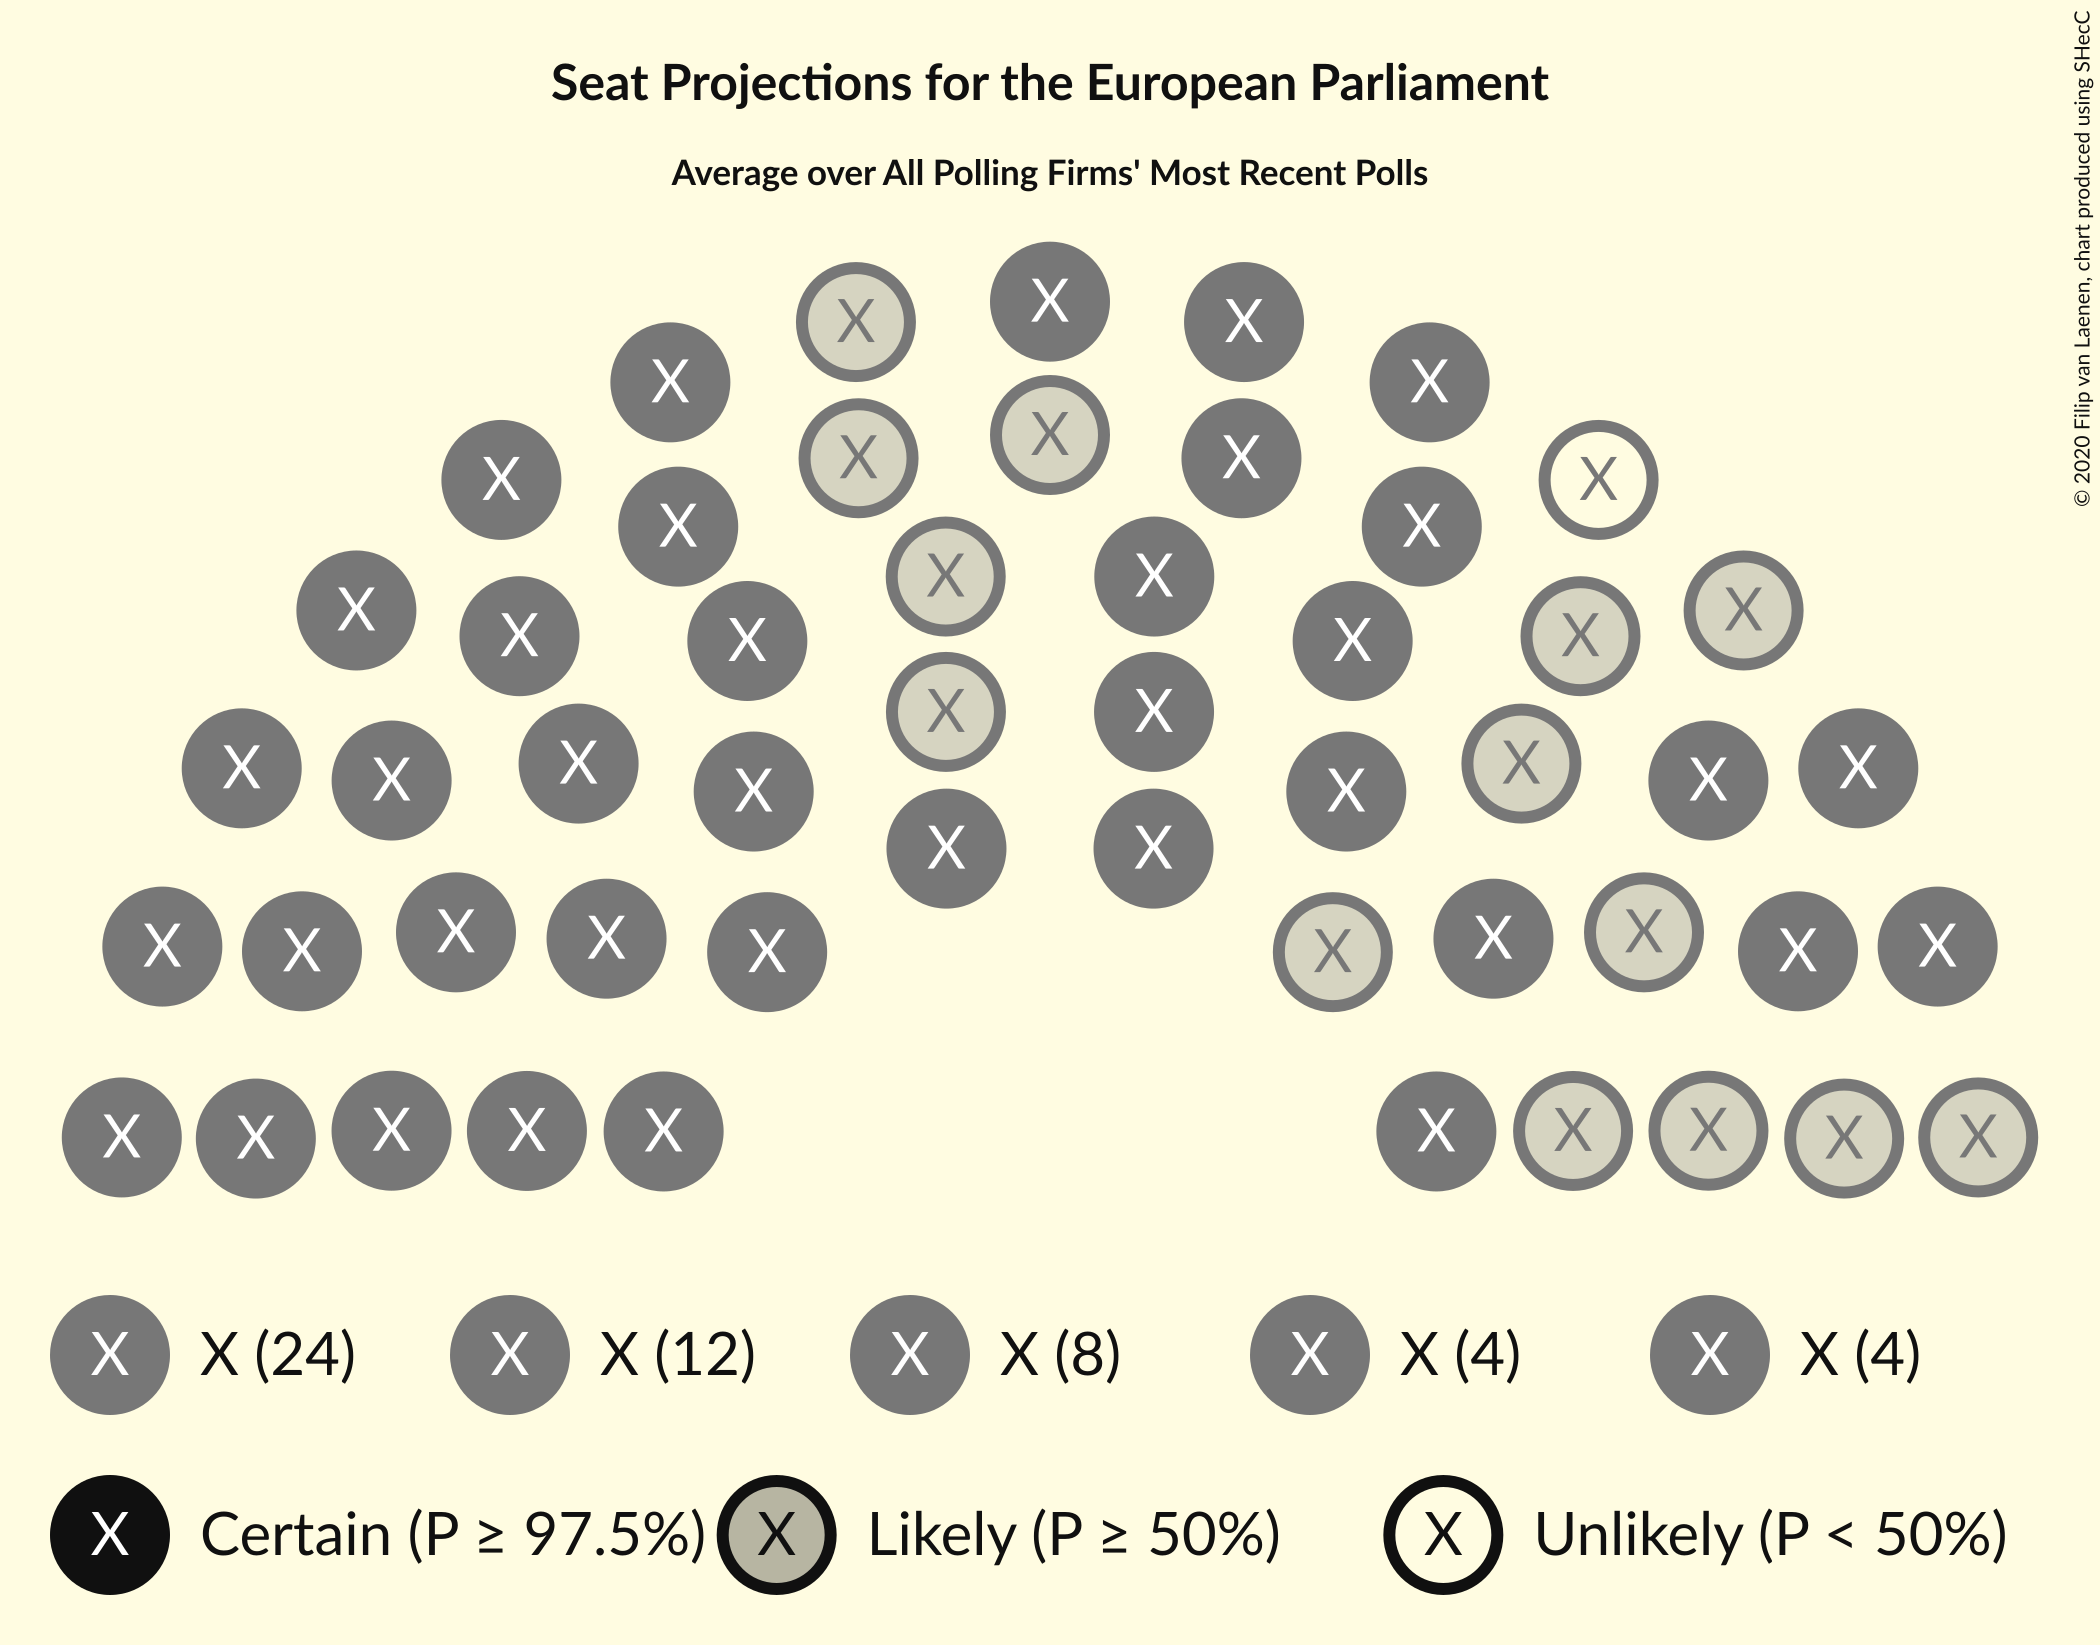 Seat Projections for the European Parliament
Average over All Polling Firms' Most Recent Polls
© 2020 Filip van Laenen, chart produced using SHecC
X
X X
X X
X X
X X
X X
X X
X X X X
X X
X X
X X
X X
X X X X
X X
X X
X X
X X X X
X X X X X X
X X X X
X X X X X X X X X X
X X (24) X X (12) X X (8) X X (4) X X (4)
X Certain (P ≥ 97.5%) X Likely (P ≥ 50%) X Unlikely (P < 50%)